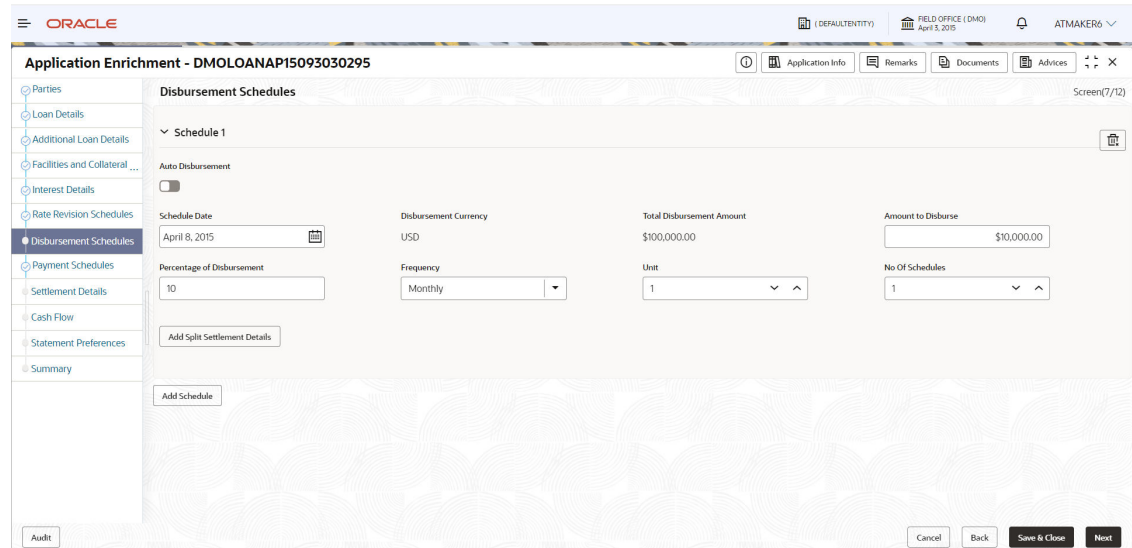 ORACLE
( DEFAULTENTITY)
FIELD OFFICE ( DMO)
April 3, 2015
ATMAKER6
Application Enrichment - DMOLOANAP15093030295
Application Info
Remarks
Documents
Advices
Parties
Loan Details
Additional Loan Details
Facilities and Collateral ...
Interest Details
Rate Revision Schedules
Disbursement Schedules
Payment Schedules
Settlement Details
Cash Flow
Statement Preferences
Summary
Disbursement Schedules
Screen(7/12)
Schedule 1
Auto Disbursement
Schedule Date
Disbursement Currency
Total Disbursement Amount
Amount to Disburse
April 8, 2015
USD
$100,000.00
$10,000.00
Percentage of Disbursement
Frequency
Unit
No Of Schedules
10
Monthly
1
1
Add Split Settlement Details
Add Schedule
Audit
Cancel
Back
Save & Close
Next